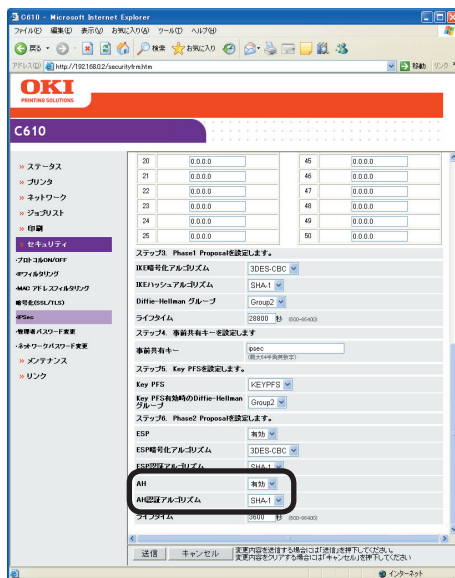 C610 - Microsoft Internet Explorer
ファイル(F) 編集(E) 表示(V) お気に入り(A) ツール(T) ヘルプ(H)
戻る 検索 お気に入り
アドレス(D) http://192.168.0.2/securityfrm.htm 移動 リンク
OKI
PRINTING SOLUTIONS
C610
» ステータス
» プリンタ
» ネットワーク
» ジョブリスト
» 印刷
» セキュリティ
・プロトコルON/OFF
・IPフィルタリング
・MAC アドレスフィルタリング
・暗号化(SSL/TLS)
・IPSec
・管理者パスワード変更
・ネットワークパスワード変更
» メンテナンス
» リンク
20 0.0.0.0 45 0.0.0.0
21 0.0.0.0 46 0.0.0.0
22 0.0.0.0 47 0.0.0.0
23 0.0.0.0 48 0.0.0.0
24 0.0.0.0 49 0.0.0.0
25 0.0.0.0 50 0.0.0.0
ステップ3. Phase1 Proposalを設定します。
IKE暗号化アルゴリズム 3DES-CBC
IKEハッシュアルゴリズム SHA-1
Diffie-Hellman グループ Group2
ライフタイム 28800 秒 (600-86400)
ステップ4. 事前共有キーを設定します
事前共有キー ipsec
(最大64半角英数字)
ステップ5. Key PFSを設定します。
Key PFS KEYPFS
Key PFS有効時のDiffie-Hellman
グループ Group2
ステップ6. Phase2 Proposalを設定します。
ESP 有効
ESP暗号化アルゴリズム 3DES-CBC
ESP認証アルゴリズム SHA-1
AH 有効
AH認証アルゴリズム SHA-1
ライフタイム 3600 秒 (600-86400)
送信 キャンセル 変更内容を送信する場合には「送信」を押下してください。
変更内容をクリアする場合には「キャンセル」を押下してください
インターネット